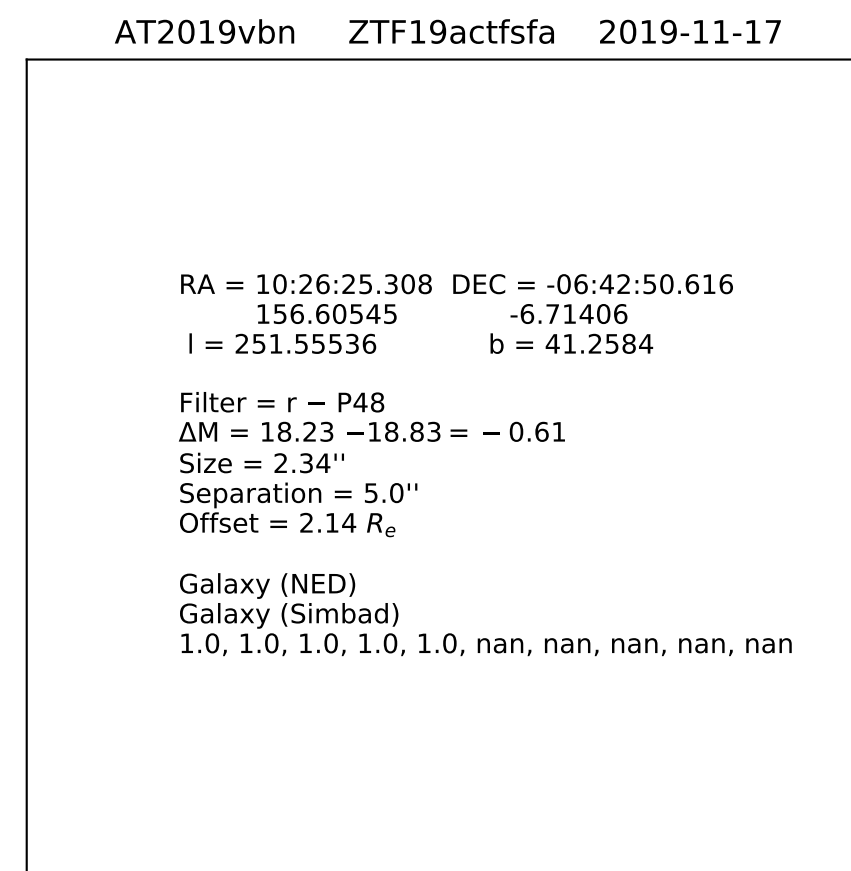 AT2019vbn ZTF19actfsfa 2019-11-17
RA = 10:26:25.308 DEC = -06:42:50.616
156.60545 -6.71406
l = 251.55536 b = 41.2584
Filter = r − P48
ΔM = 18.23 −18.83 = − 0.61
Size = 2.34''
Separation = 5.0''
Offset = 2.14 Re
Galaxy (NED)
Galaxy (Simbad)
1.0, 1.0, 1.0, 1.0, 1.0, nan, nan, nan, nan, nan